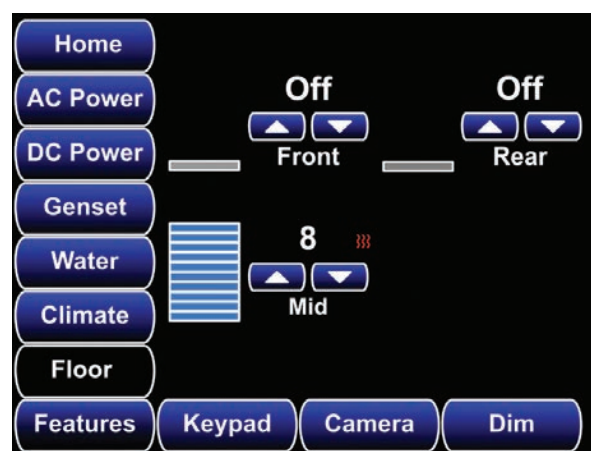 Home
AC Power
DC Power
Genset
Water
Climate
Floor
Features
Keypad
Camera
Dim
Off
Front
Off
Rear
8
Mid